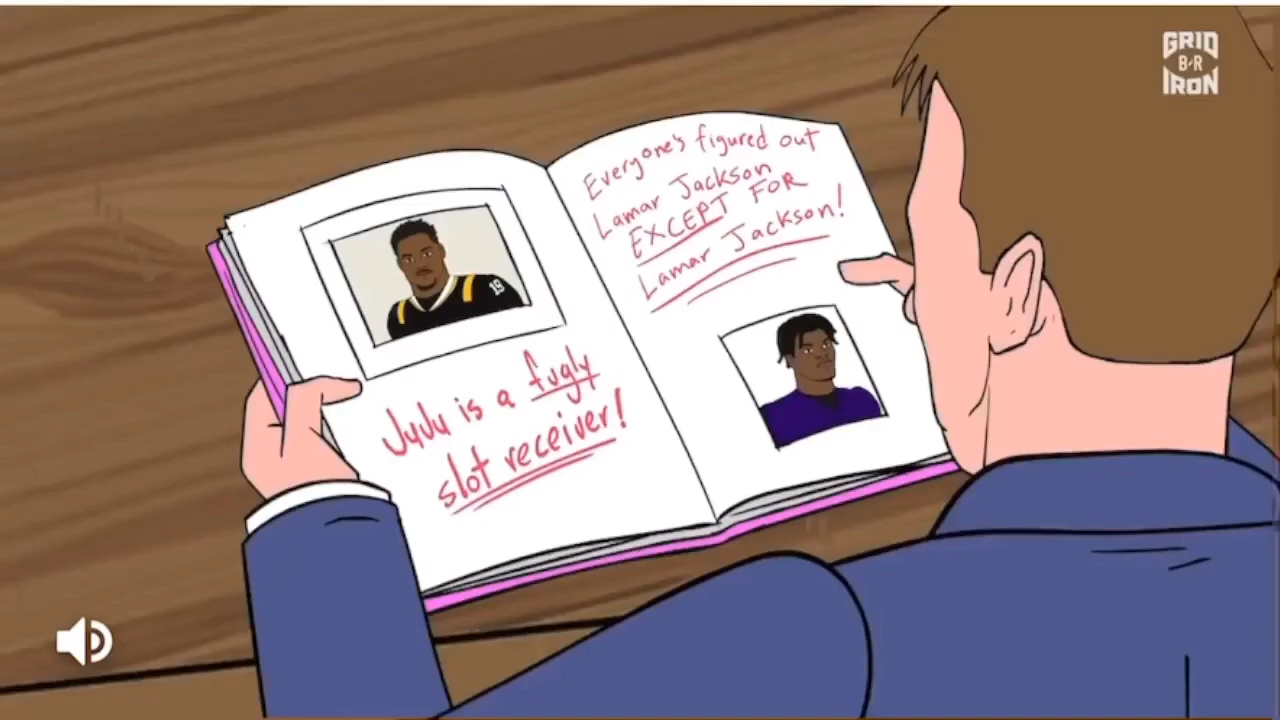 GRID
B·R
IRON
19
JuJu is a fugly
slot receiver!
Everyone's figured out
Lamar Jackson
EXCEPT FOR
Lamar Jackson!